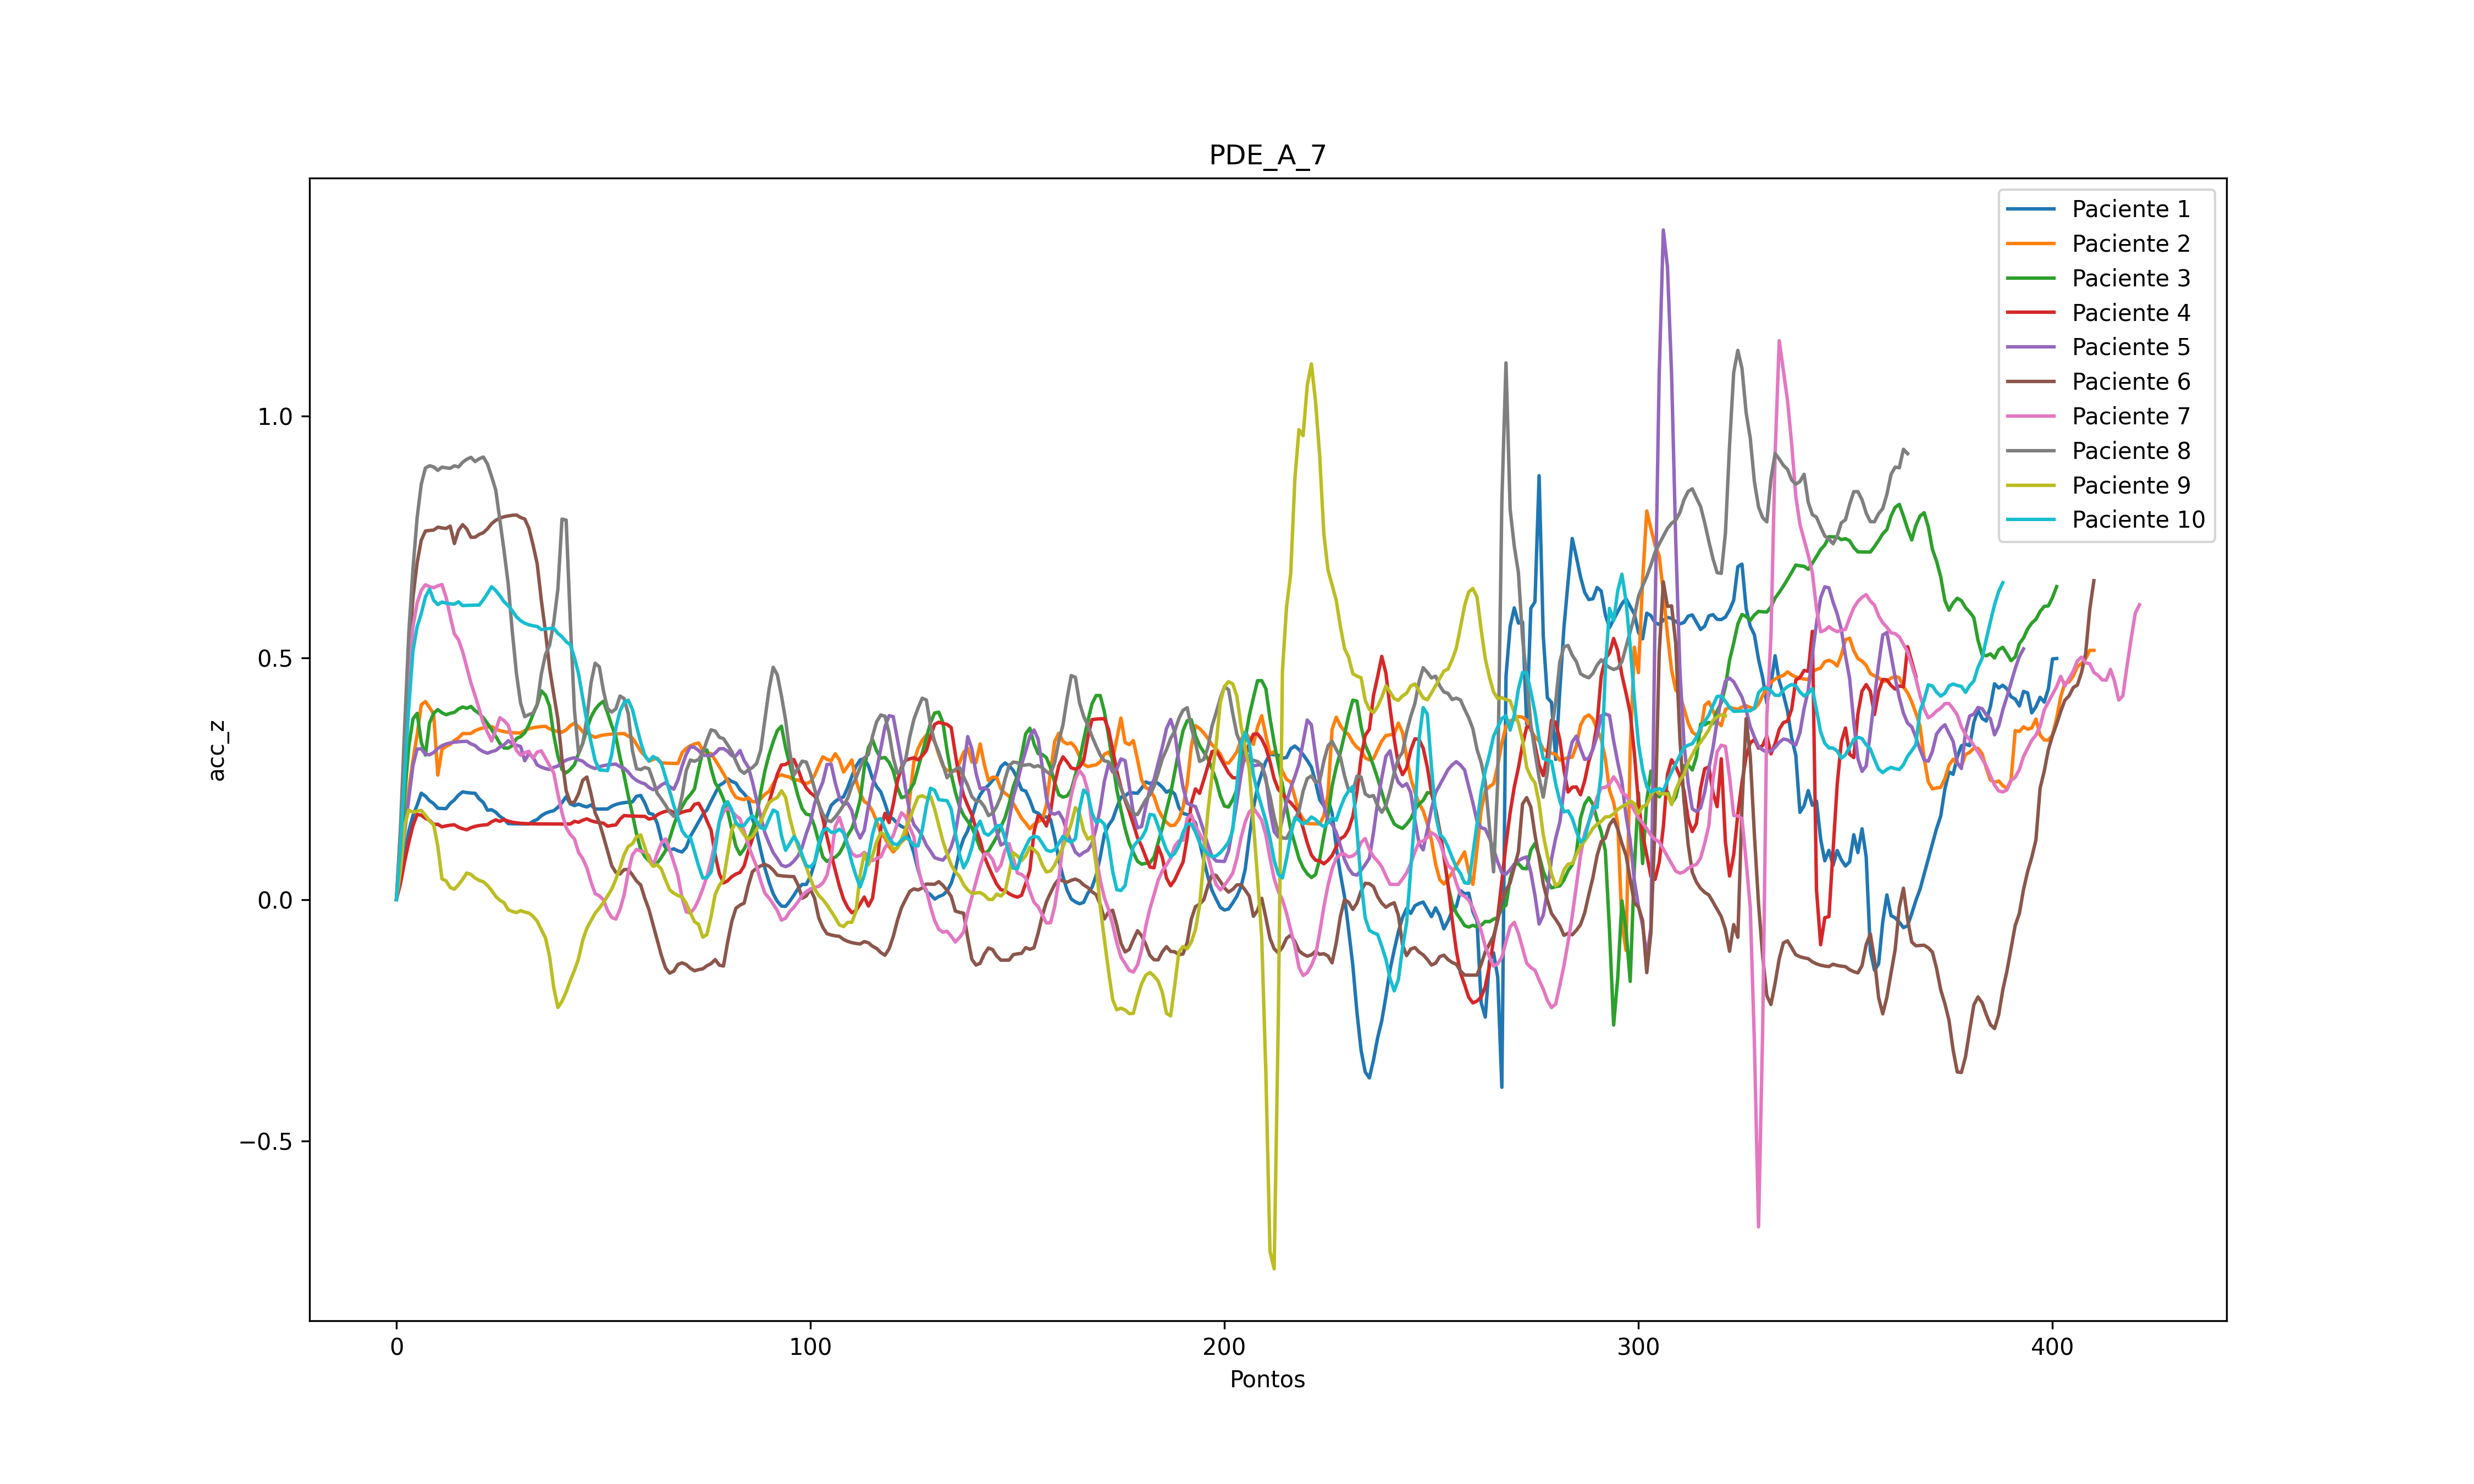 PDE_A_7
Paciente 1
Paciente 2
Paciente 3
Paciente 4
Paciente 5
Paciente 6
Paciente 7
Paciente 8
Paciente 9
Paciente 10
1.0
0.5
0.0
−0.5
acc_z
0 100 200 300 400
Pontos